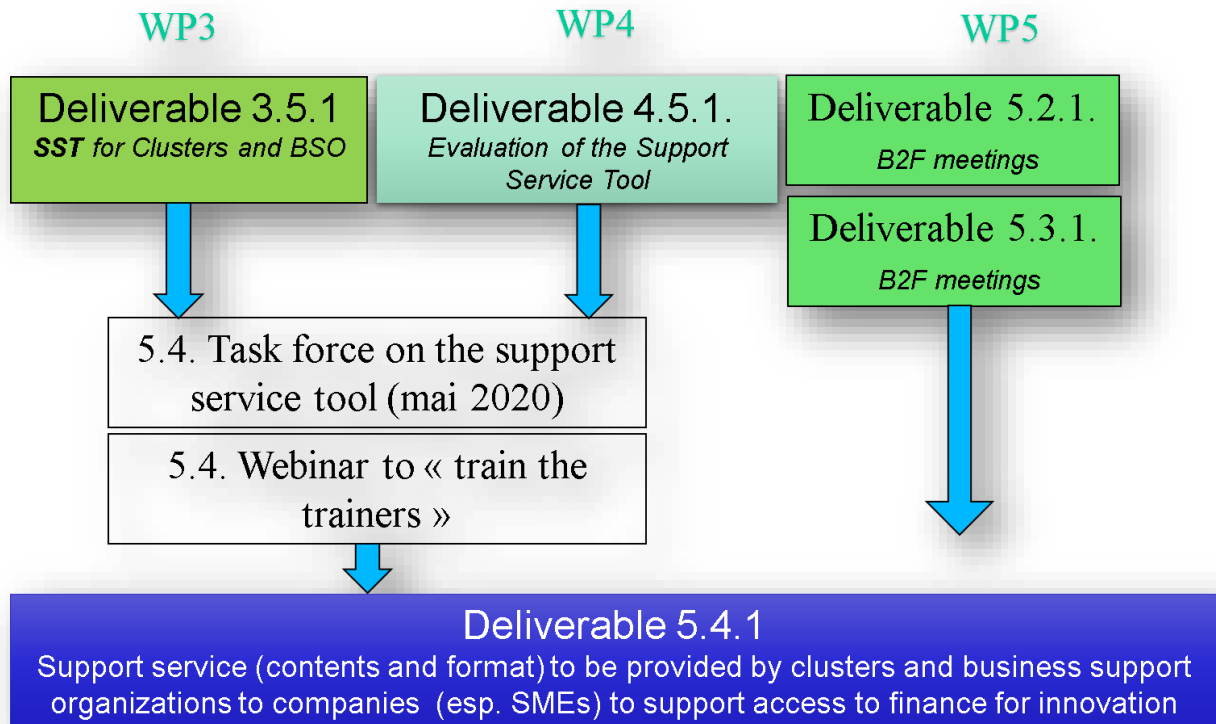 WP3
WP4
WP5
Deliverable 3.5.1
SST for Clusters and BSO
Deliverable 4.5.1.
Evaluation of the Support
Service Tool
Deliverable 5.2.1.
B2F meetings
Deliverable 5.3.1.
B2F meetings
5.4. Task force on the support
service tool (mai 2020)
5.4. Webinar to « train the
trainers »
Deliverable 5.4.1
Support service (contents and format) to be provided by clusters and business support
organizations to companies (esp. SMEs) to support access to finance for innovation